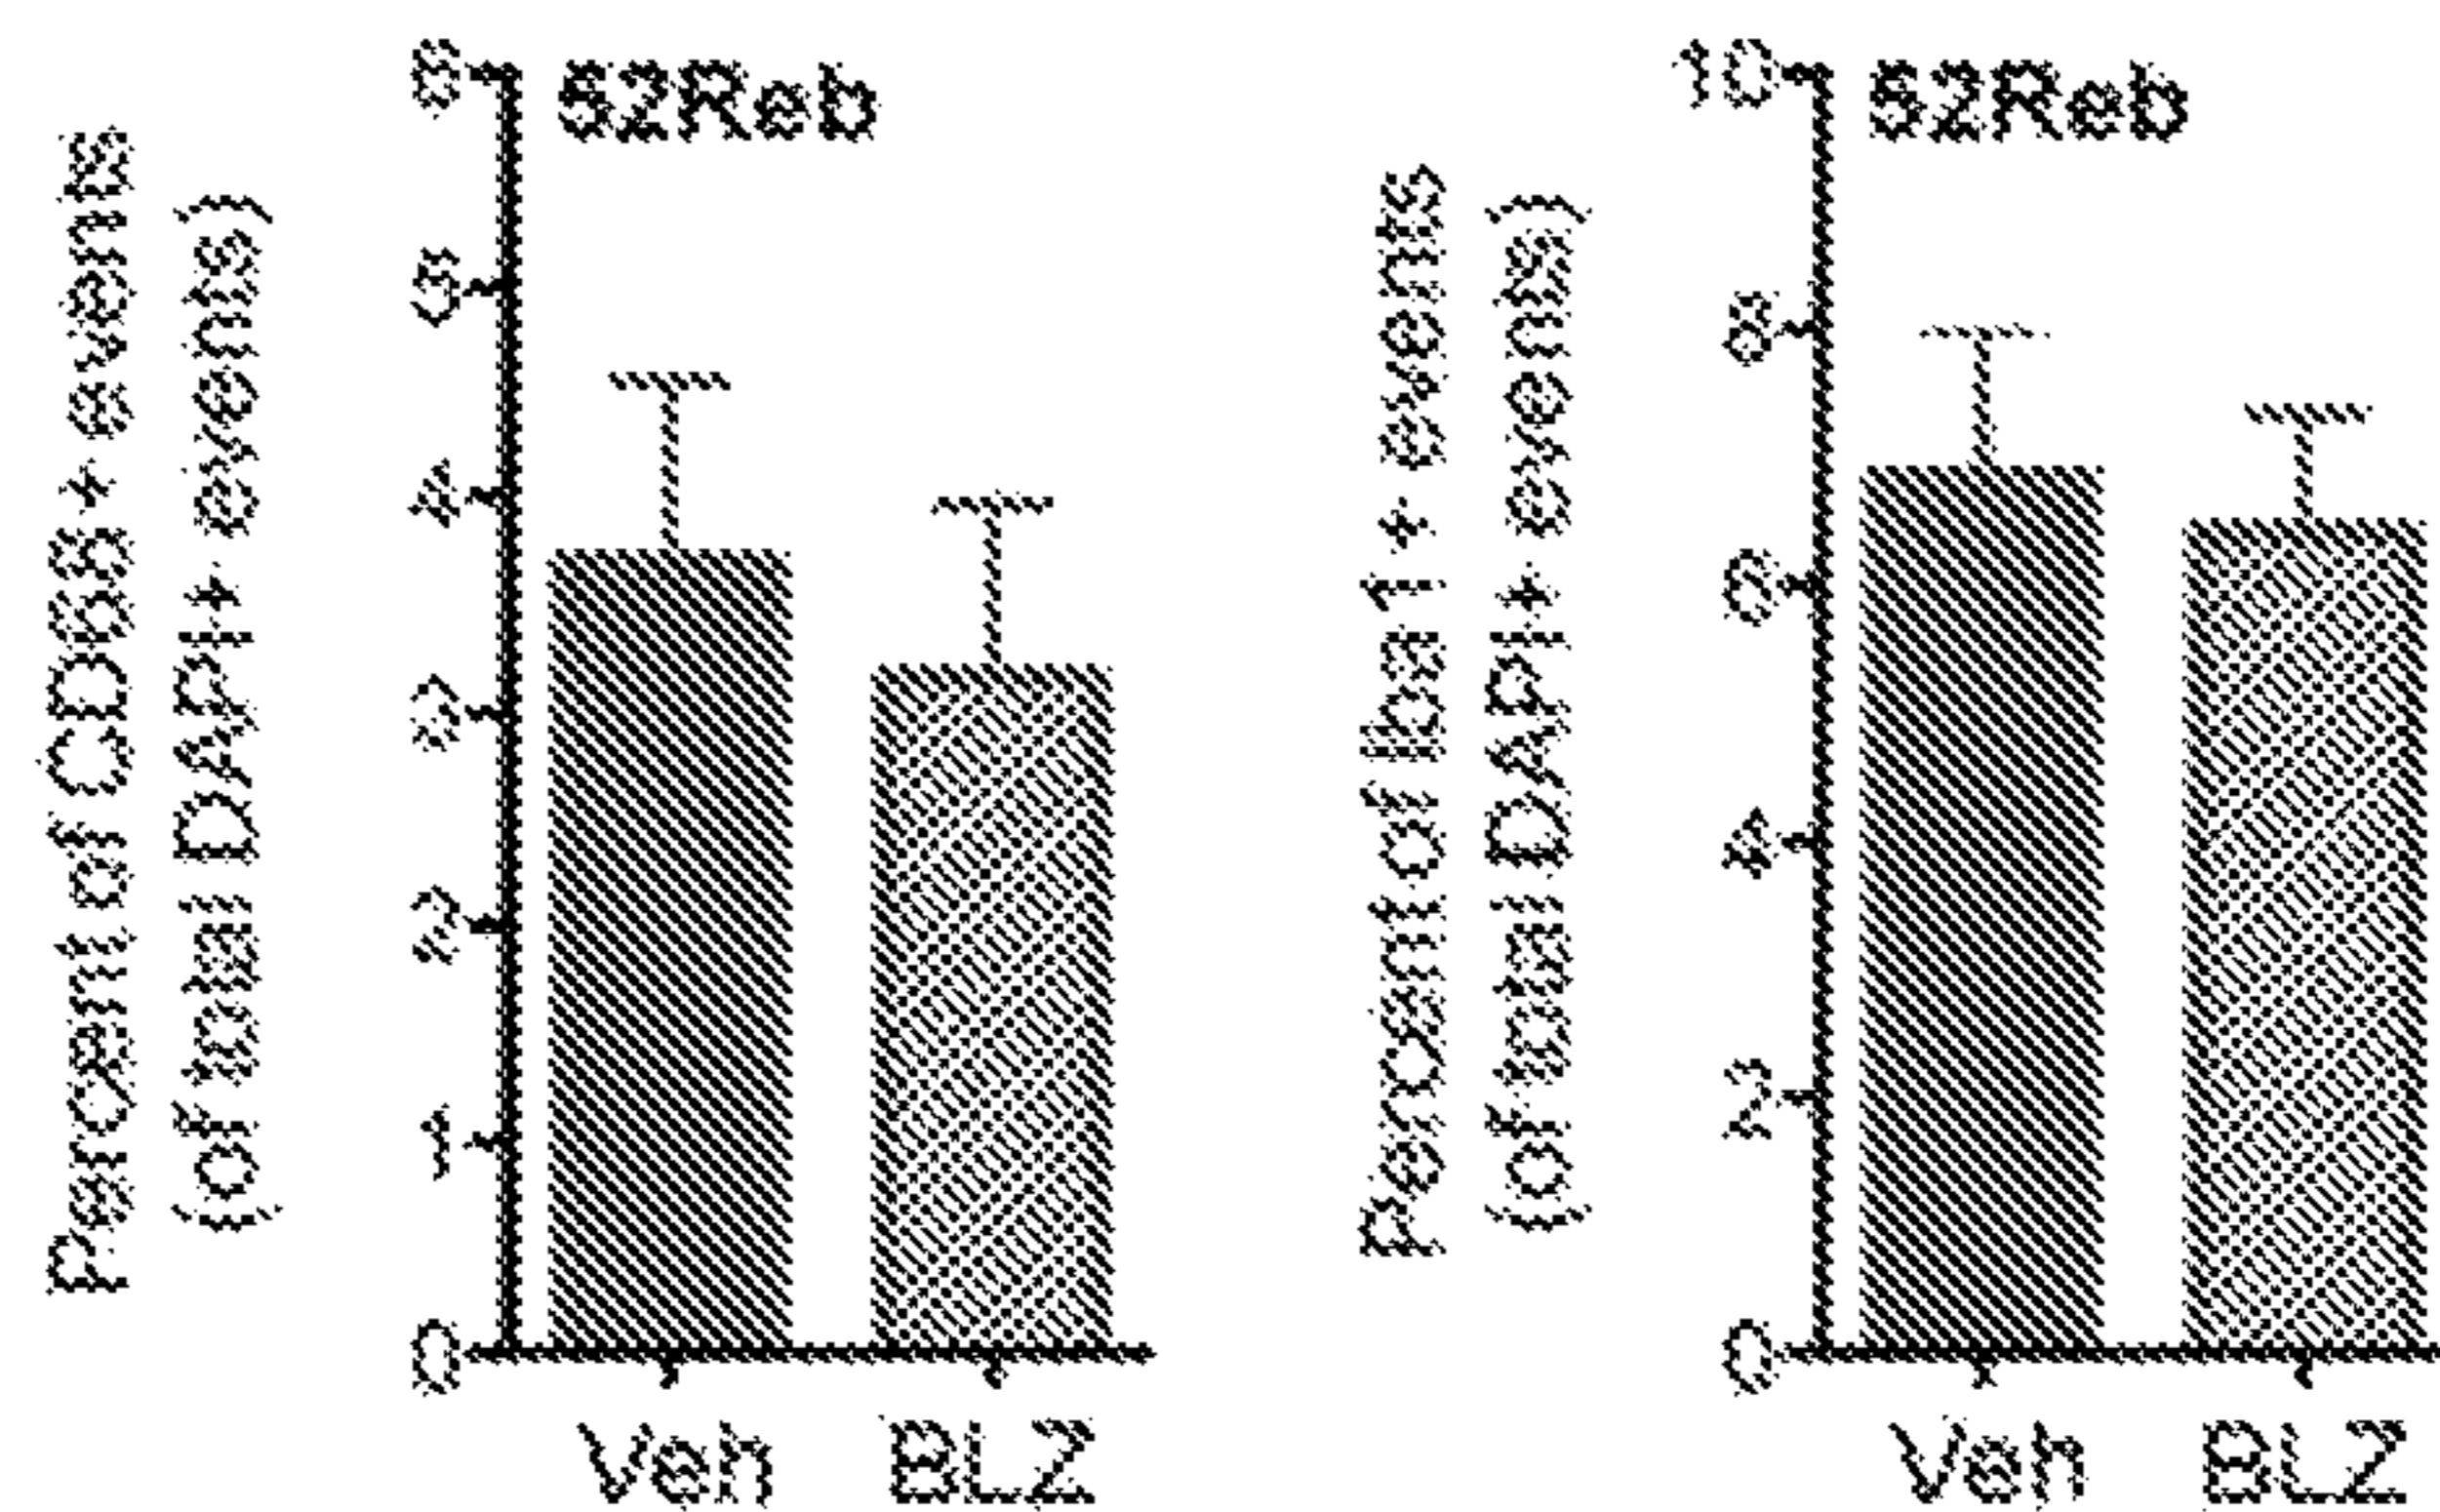 Percent of CD68+ events
(of total DAPI+ events)
52Reb
6
5
4
3
2
1
0
Veh
BLZ
Percent of Iba1+ events
(of total DAPI+ events)
52Reb
10
8
6
4
2
0
Veh
BLZ